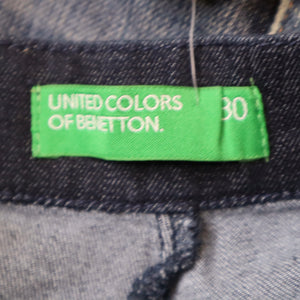 UNITED COLORS
OF BENETTON.
30